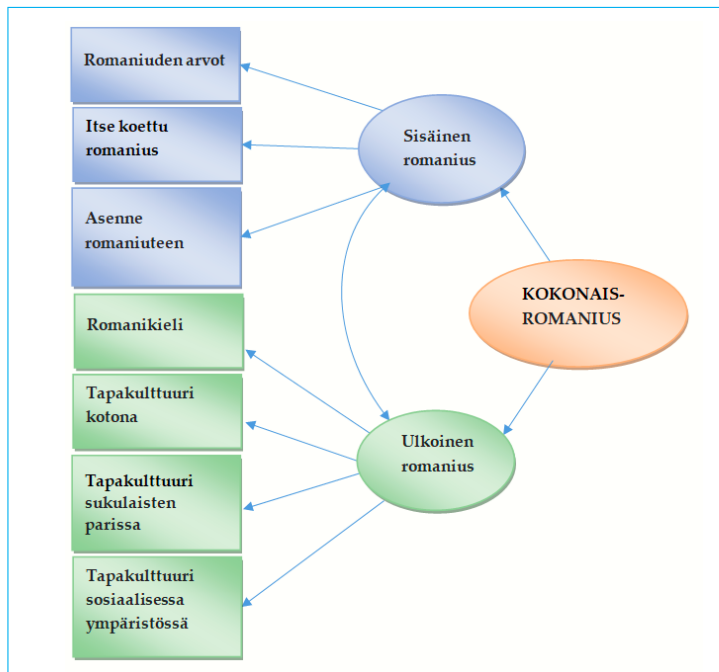 Romaniuden arvot
Itse koettu
romanius
Asenne
romaniuteen
Romanikieli
Tapakulttuuri
kotona
Tapakulttuuri
sukulaisten
parissa
Tapakulttuuri
sosiaalisessa
ympäristössä
Sisäinen
romanius
Ulkoinen
romanius
KOKONAIS-
ROMANIUS